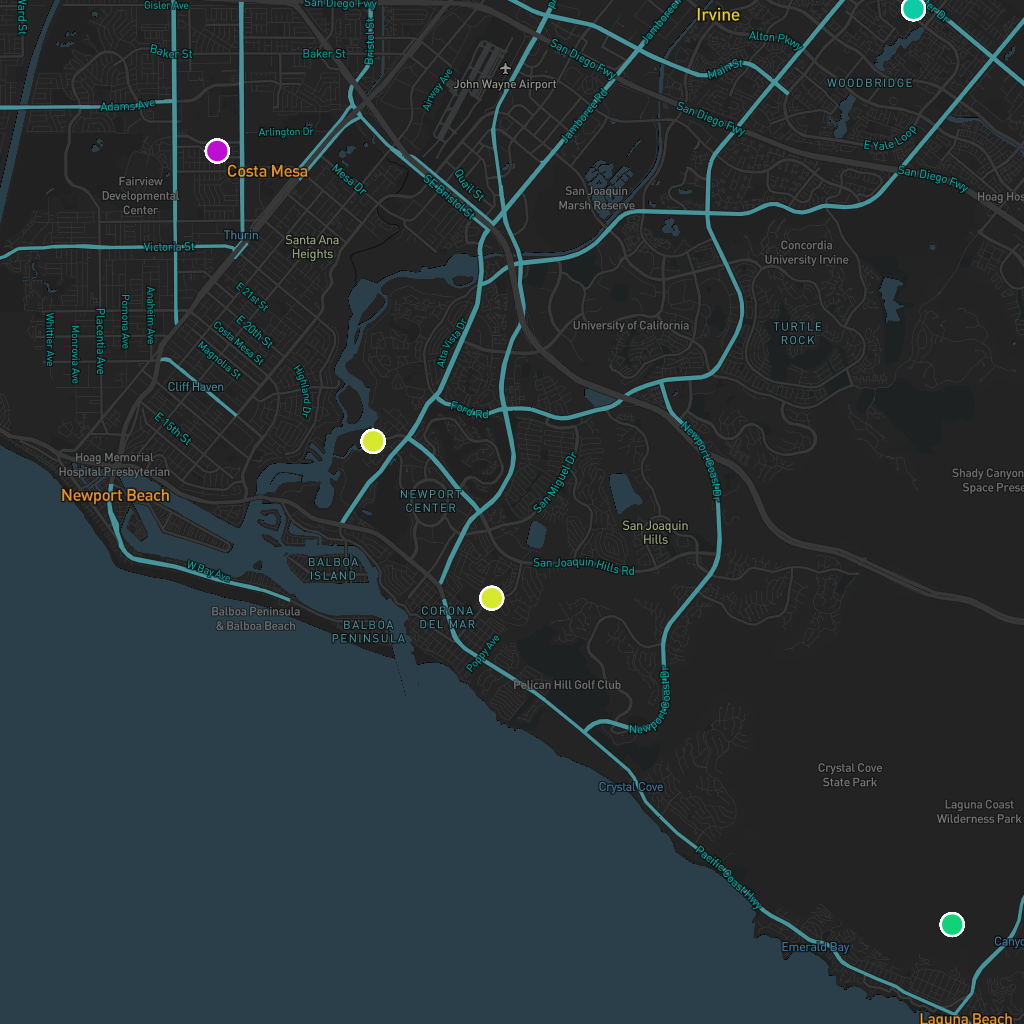 Gisler Ave
San Diego Fwy
Irvine
Ward St
Bristol St
Baker St
Baker St
San Diego Fwy
Jamboree
Alton Pkwy
Main St
WOODBRIDGE
Airway Ave
John Wayne Airport
Adams Ave
Jamboree Rd
San Diego Fwy
Arlington Dr
E Yale Loop
Costa Mesa
Mesa Dr
SE Bristol St
Quail St
San Joaquin
Marsh Reserve
San Diego Fwy
Hoag Hos
Fairview
Developmental
Center
Thurin
Victoria St
Santa Ana
Heights
Concordia
University Irvine
E 21st St
E 20th St
Costa Mesa St
Magnolia St
Whittier Ave
Monrovia Ave
Placentia Ave
Pomona Ave
Anaheim Ave
University of California
TURTLE
ROCK
Alta Vista Dr
Highland Dr
Cliff Haven
Ford Rd
E 15th St
Newport Coast Dr
Hoag Memorial
Hospital Presbyterian
Newport Beach
NEWPORT
CENTER
San Miguel Dr
Shady Canyon
Space Prese
San Joaquin
Hills
San Joaquin Hills Rd
W Bay Ave
BALBOA
ISLAND
Balboa Peninsula
& Balboa Beach
BALBOA
PENINSULA
CORONA
DEL MAR
Poppy Ave
Pelican Hill Golf Club
Newport Coast Dr
Crystal Cove
Crystal Cove
State Park
Laguna Coast
Wilderness Park
Pacific Coast Hwy
Emerald Bay
Canyo
Laguna Beach